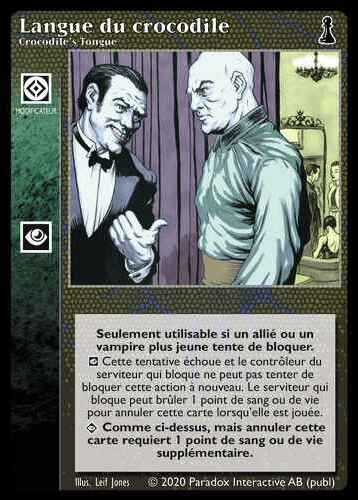 Langue du crocodile
Crocodile's Tongue
MODIFICATEUR
Seulement utilisable si un allié ou un
vampire plus jeune tente de bloquer.
Cette tentative échoue et le contrôleur du
serviteur qui bloque ne peut pas tenter de
bloquer cette action à nouveau. Le serviteur qui
bloque peut brûler 1 point de sang ou de vie
pour annuler cette carte lorsqu'elle est jouée.
Comme ci-dessus, mais annuler cette
carte requiert 1 point de sang ou de vie
supplémentaire.
Illus. Leif Jones © 2020 Paradox Interactive AB (publ)